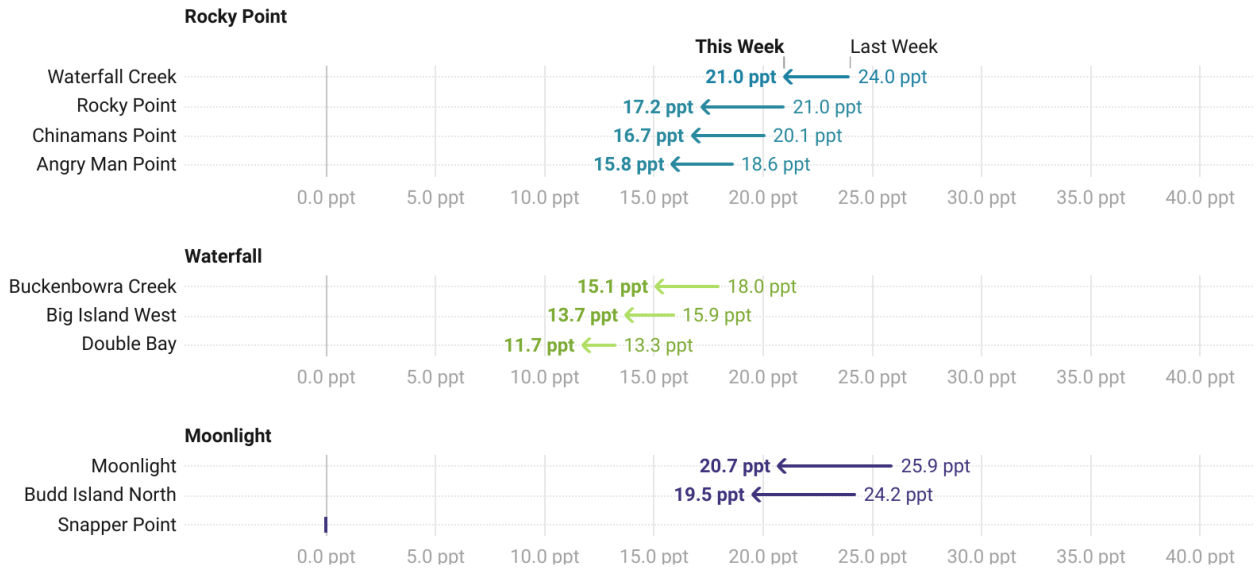 Rocky Point
This Week Last Week
Waterfall Creek 21.0 ppt 24.0 ppt
Rocky Point 17.2 ppt 21.0 ppt
Chinamans Point 16.7 ppt 20.1 ppt
Angry Man Point 15.8 ppt 18.6 ppt
0.0 ppt 5.0 ppt 10.0 ppt 15.0 ppt 20.0 ppt 25.0 ppt 30.0 ppt 35.0 ppt 40.0 ppt
Waterfall
Buckenbowra Creek 15.1 ppt 18.0 ppt
Big Island West 13.7 ppt 15.9 ppt
Double Bay 11.7 ppt 13.3 ppt
0.0 ppt 5.0 ppt 10.0 ppt 15.0 ppt 20.0 ppt 25.0 ppt 30.0 ppt 35.0 ppt 40.0 ppt
Moonlight
Moonlight 20.7 ppt 25.9 ppt
Budd Island North 19.5 ppt 24.2 ppt
Snapper Point
0.0 ppt 5.0 ppt 10.0 ppt 15.0 ppt 20.0 ppt 25.0 ppt 30.0 ppt 35.0 ppt 40.0 ppt